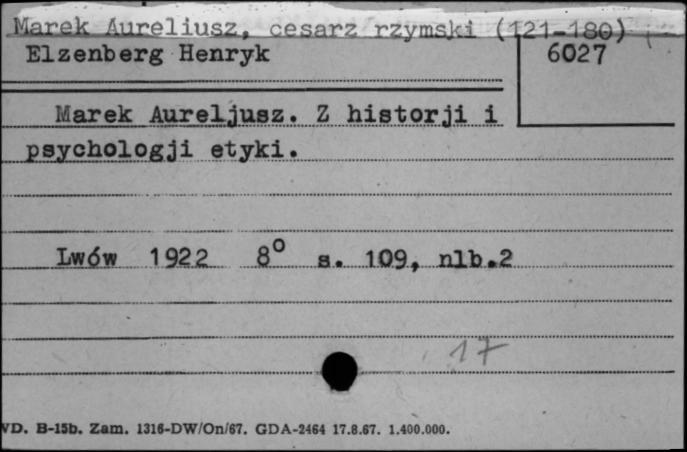 Marek Aureliusz, cesarz rzymski (121-180)
Elzenberg Henryk
6027
Marek Aureljusz. Z historji i
psychologji etyki.
Lwów 1922 8° s. 109, nlb.2
17
VD. B-15b. Zam. 1316-DW/On/67. GDA-2464 17.8.67. 1.400.000.